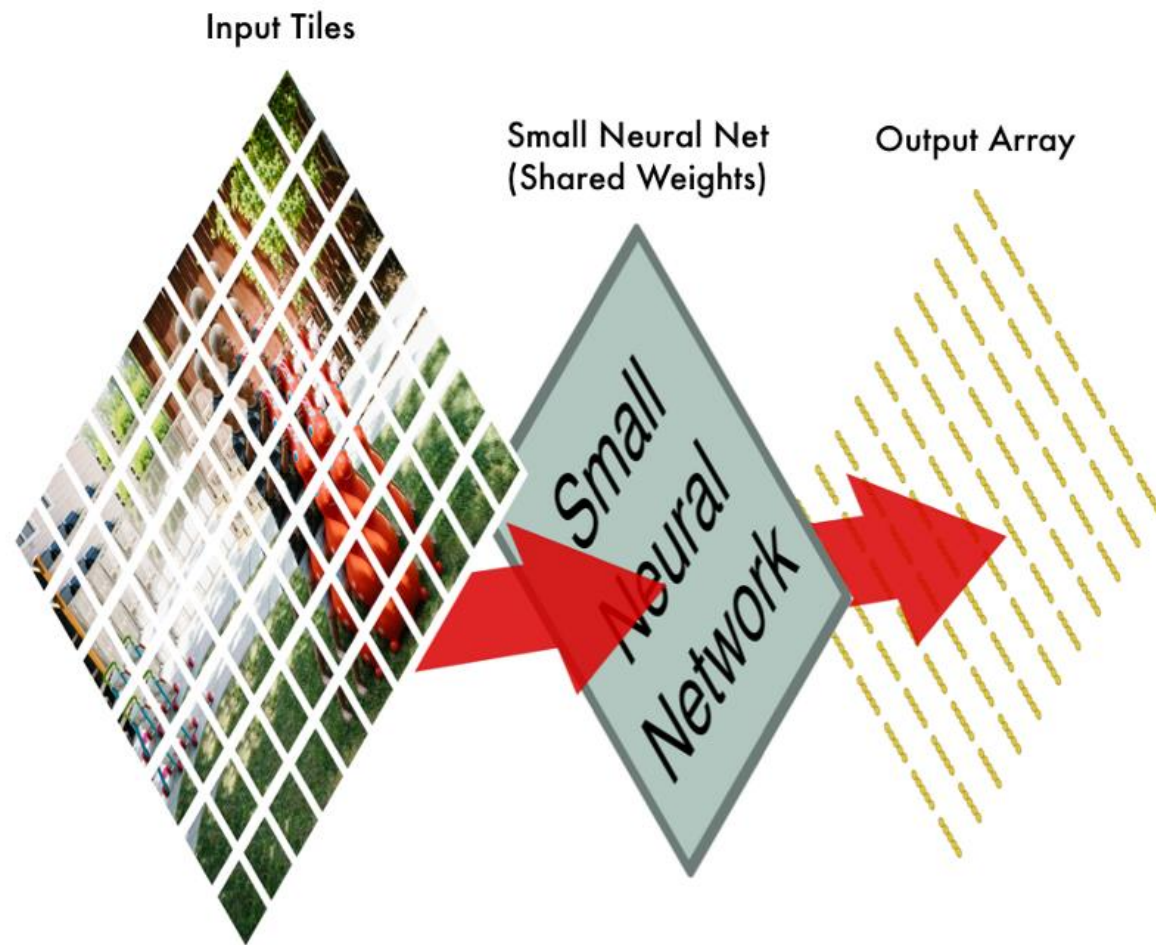 Input Tiles
Small Neural Net
(Shared Weights)
Output Array
Small
Neural
Network